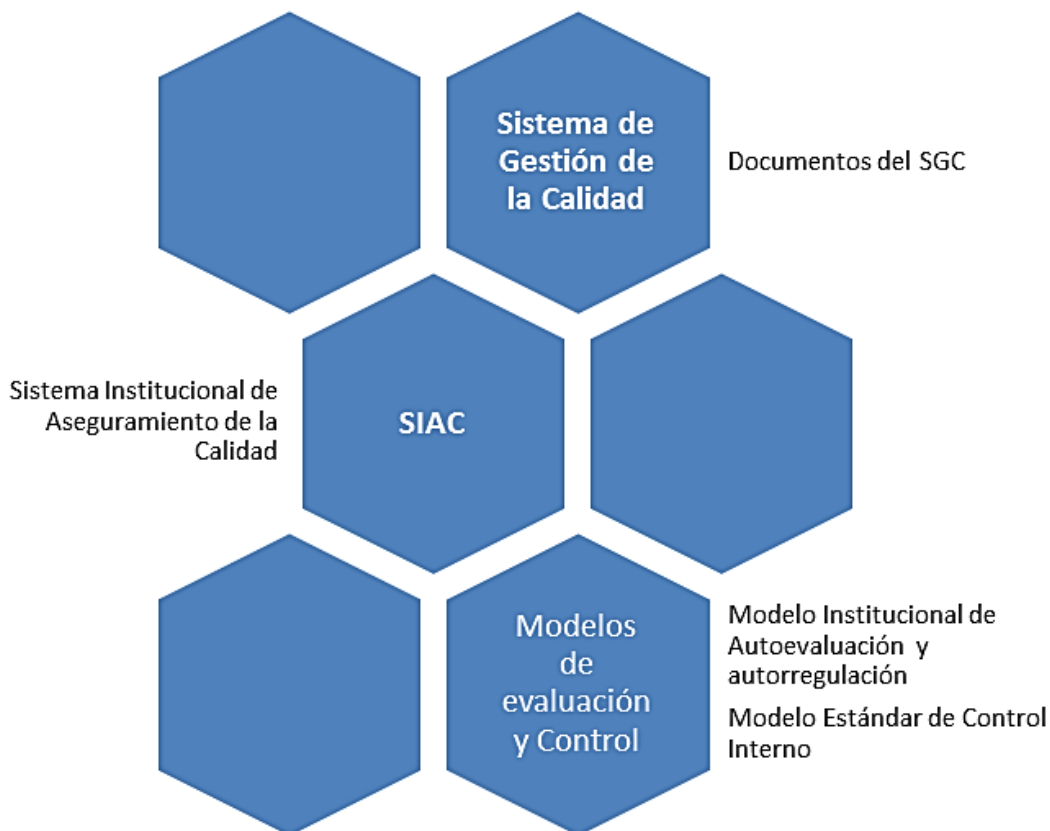 Sistema de
Gestión de
la Calidad
Documentos del SGC
Sistema Institucional de
Aseguramiento de la
Calidad
SIAC
Modelos
de
evaluación
y Control
Modelo Institucional de
Autoevaluación y
autorregulación
Modelo Estándar de Control
Interno